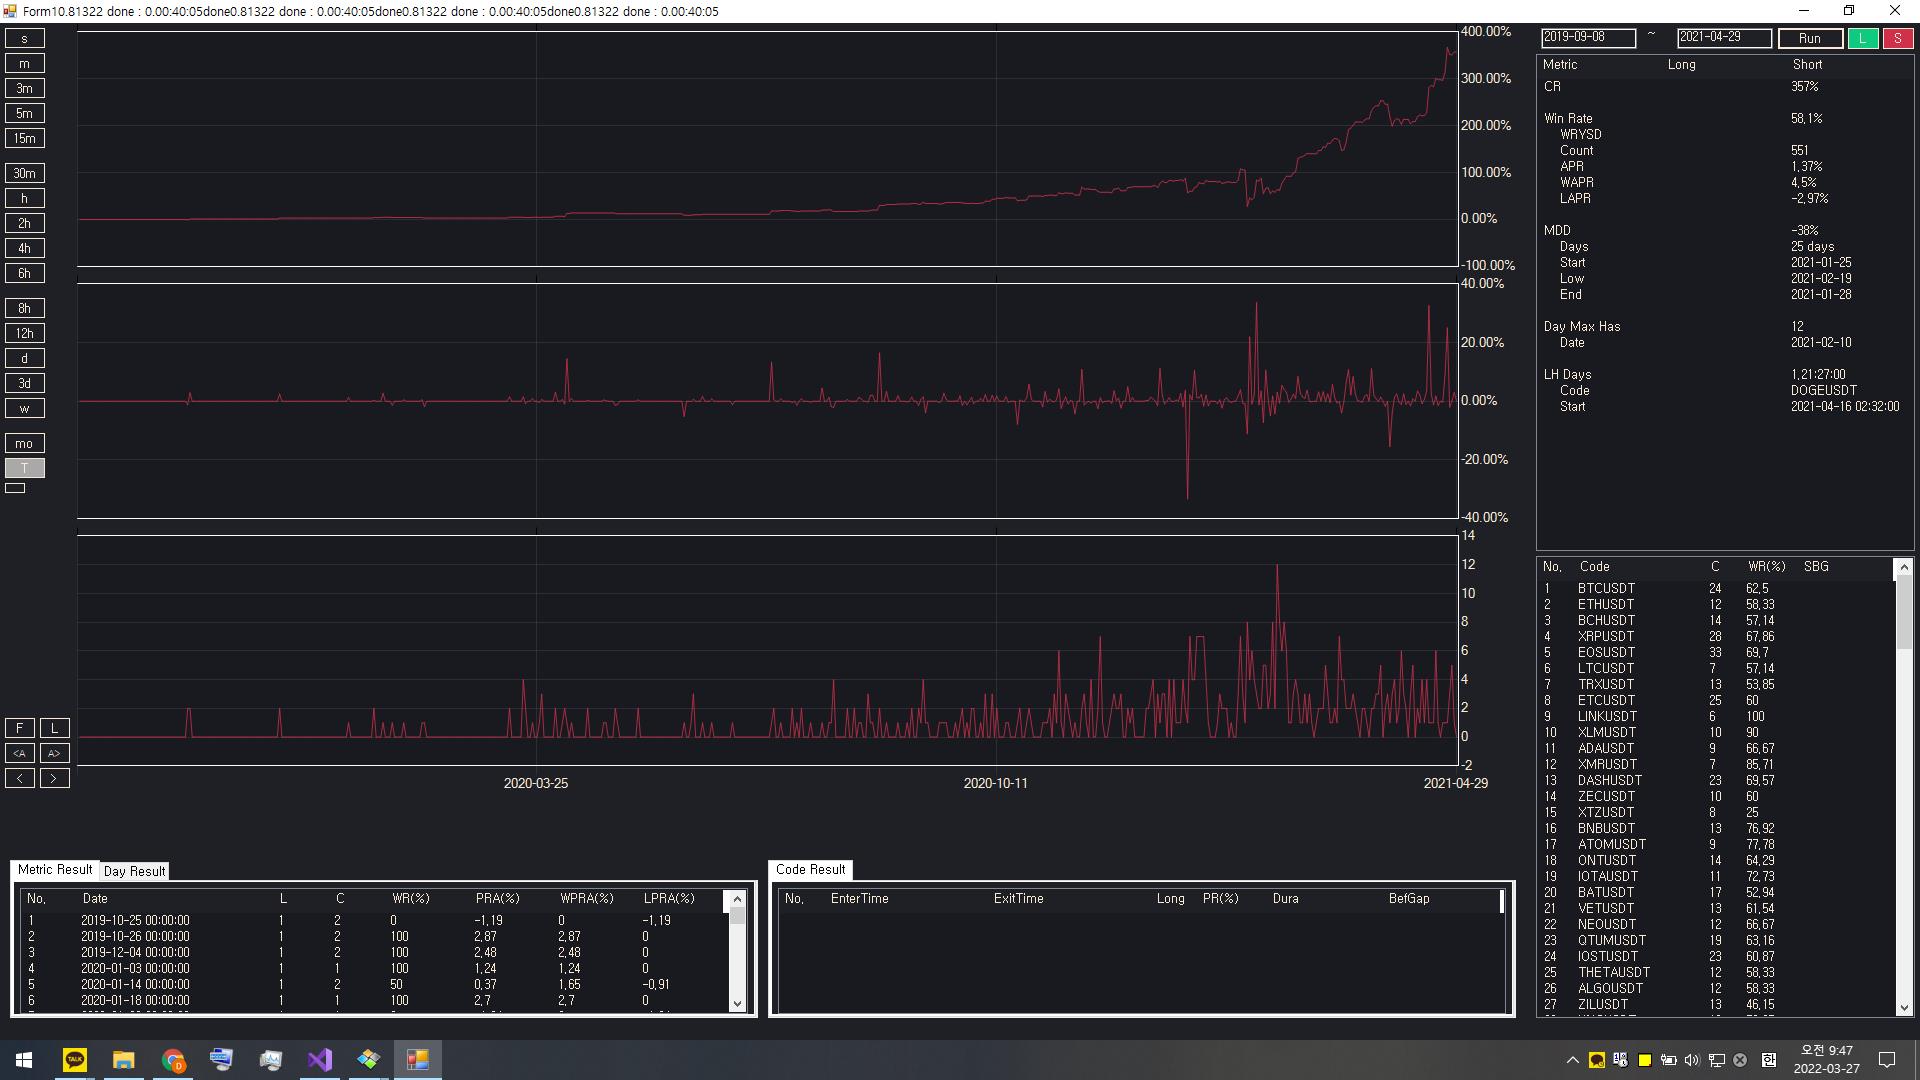 Form10.81322 done : 0.00:40:05done0.81322 done : 0.00:40:05done0.81322 done : 0.00:40:05done0.81322 done : 0.00:40:05
s
m
3m
5m
15m
30m
h
2h
4h
6h
8h
12h
d
3d
w
mo
T
F L
<A A>
< >
400.00%
300.00%
200.00%
100.00%
0.00%
-100.00%
40.00%
20.00%
0.00%
-20.00%
-40.00%
14
12
10
8
6
4
2
0
-2
2020-03-25 2020-10-11 2021-04-29
2019-09-08 ~ 2021-04-29 Run L S
Metric Long Short
CR 357%
Win Rate 58.1%
WRYSD
Count 551
APR 1.37%
WAPR 4.5%
LAPR -2.97%
MDD -38%
Days 25 days
Start 2021-01-25
Low 2021-02-19
End 2021-01-28
Day Max Has 12
Date 2021-02-10
LH Days 1.21:27:00
Code DOGEUSDT
Start 2021-04-16 02:32:00
No. Code C WR(%) SBG
1 BTCUSDT 24 62.5
2 ETHUSDT 12 58.33
3 BCHUSDT 14 57.14
4 XRPUSDT 28 67.86
5 EOSUSDT 33 69.7
6 LTCUSDT 7 57.14
7 TRXUSDT 13 53.85
8 ETCUSDT 25 60
9 LINKUSDT 6 100
10 XLMUSDT 10 90
11 ADAUSDT 9 66.67
12 XMRUSDT 7 85.71
13 DASHUSDT 23 69.57
14 ZECUSDT 10 60
15 XTZUSDT 8 25
16 BNBUSDT 13 76.92
17 ATOMUSDT 9 77.78
18 ONTUSDT 14 64.29
19 IOTAUSDT 11 72.73
20 BATUSDT 17 52.94
21 VETUSDT 13 61.54
22 NEOUSDT 12 66.67
23 QTUMUSDT 19 63.16
24 IOSTUSDT 23 60.87
25 THETAUSDT 12 58.33
26 ALGOUSDT 12 58.33
27 ZILUSDT 13 46.15
Metric Result Day Result
No. Date L C WR(%) PRA(%) WPRA(%) LPRA(%)
1 2019-10-25 00:00:00 1 2 0 -1.19 0 -1.19
2 2019-10-26 00:00:00 1 2 100 2.87 2.87 0
3 2019-12-04 00:00:00 1 2 100 2.48 2.48 0
4 2020-01-03 00:00:00 1 1 100 1.24 1.24 0
5 2020-01-14 00:00:00 1 2 50 0.37 1.65 -0.91
6 2020-01-18 00:00:00 1 1 100 2.7 2.7 0
Code Result
No. EnterTime ExitTime Long PR(%) Dura BefGap
TALK
D
오전 9:47
2022-03-27